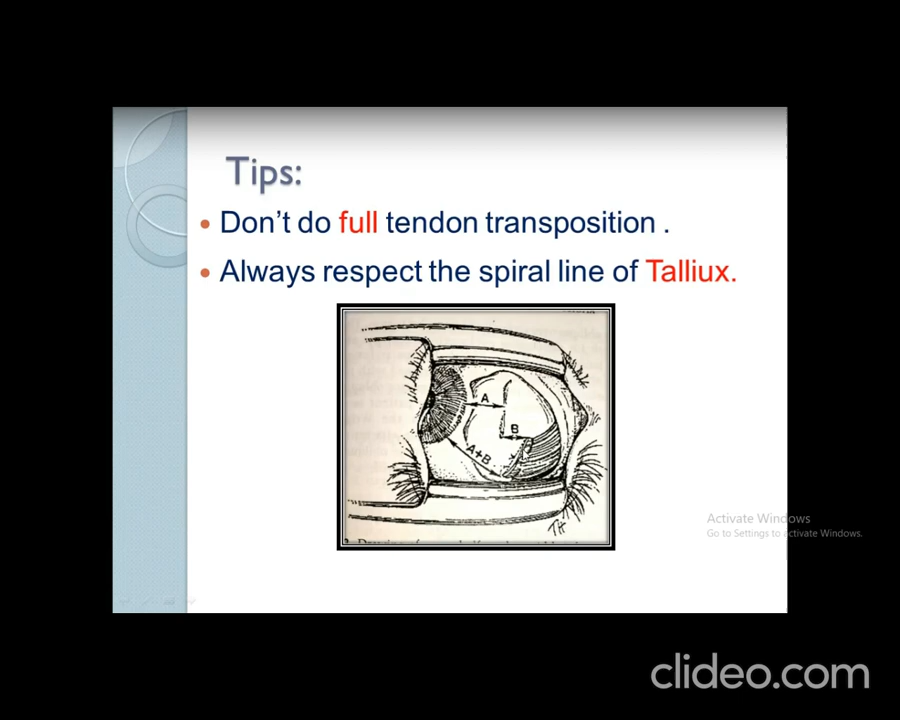 Tips:
Don't do full tendon transposition .
Always respect the spiral line of Talliux.
A
B
A+B
TH
Activate Windows
Go to Settings to activate Windows.
clideo.com